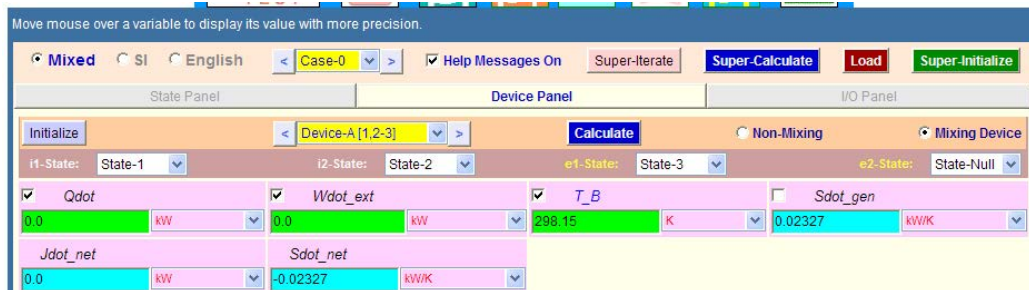 Move mouse over a variable to display its value with more precision.
Mixed SI English < Case-0 > Help Messages On Super-Iterate Super-Calculate Load Super-Initialize
State Panel Device Panel I/O Panel
Initialize < Device-A [1,2-3] > Calculate Non-Mixing Mixing Device
i1-State: State-1 i2-State: State-2 e1-State: State-3 e2-State: State-Null
Qdot Wdot_ext T_B Sdot_gen
0.0 kW 0.0 kW 298.15 K 0.02327 kW/K
Jdot_net Sdot_net
0.0 kW -0.02327 kW/K